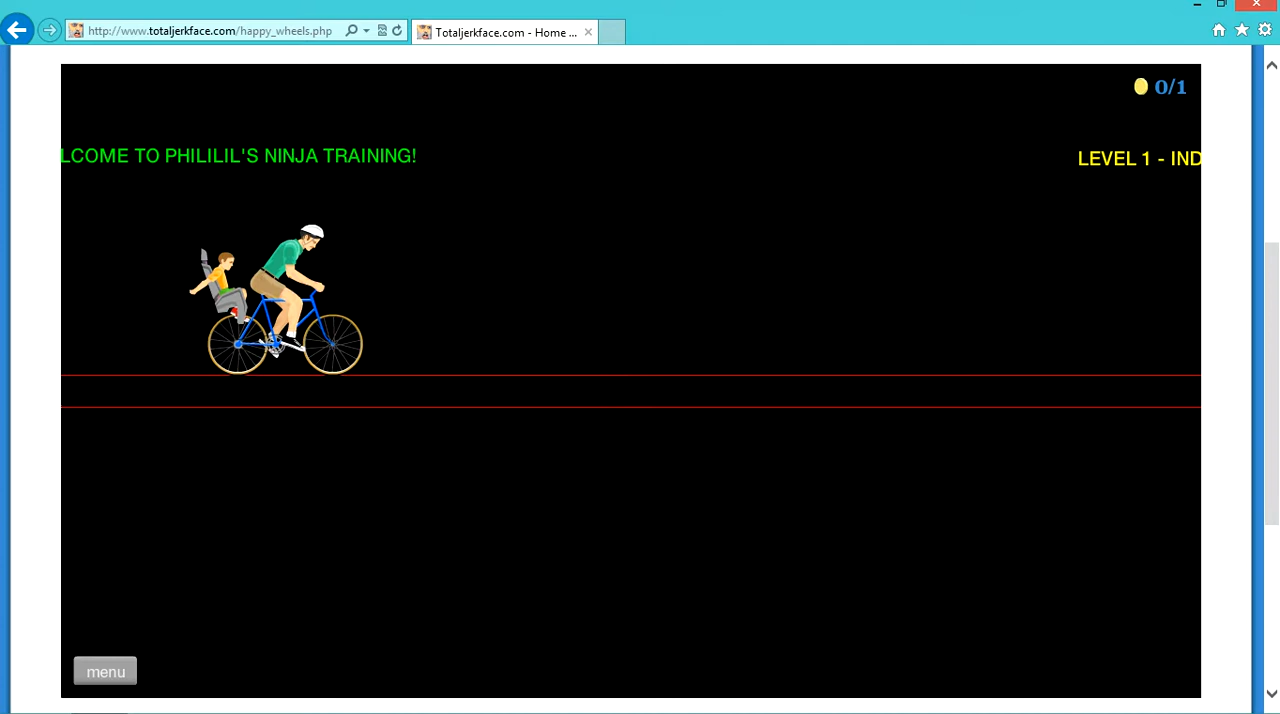 http://www.totaljerkface.com/happy_wheels.php
Totaljerkface.com - Home ...
0/1
LCOME TO PHILILIL'S NINJA TRAINING!
LEVEL 1 - IND
menu